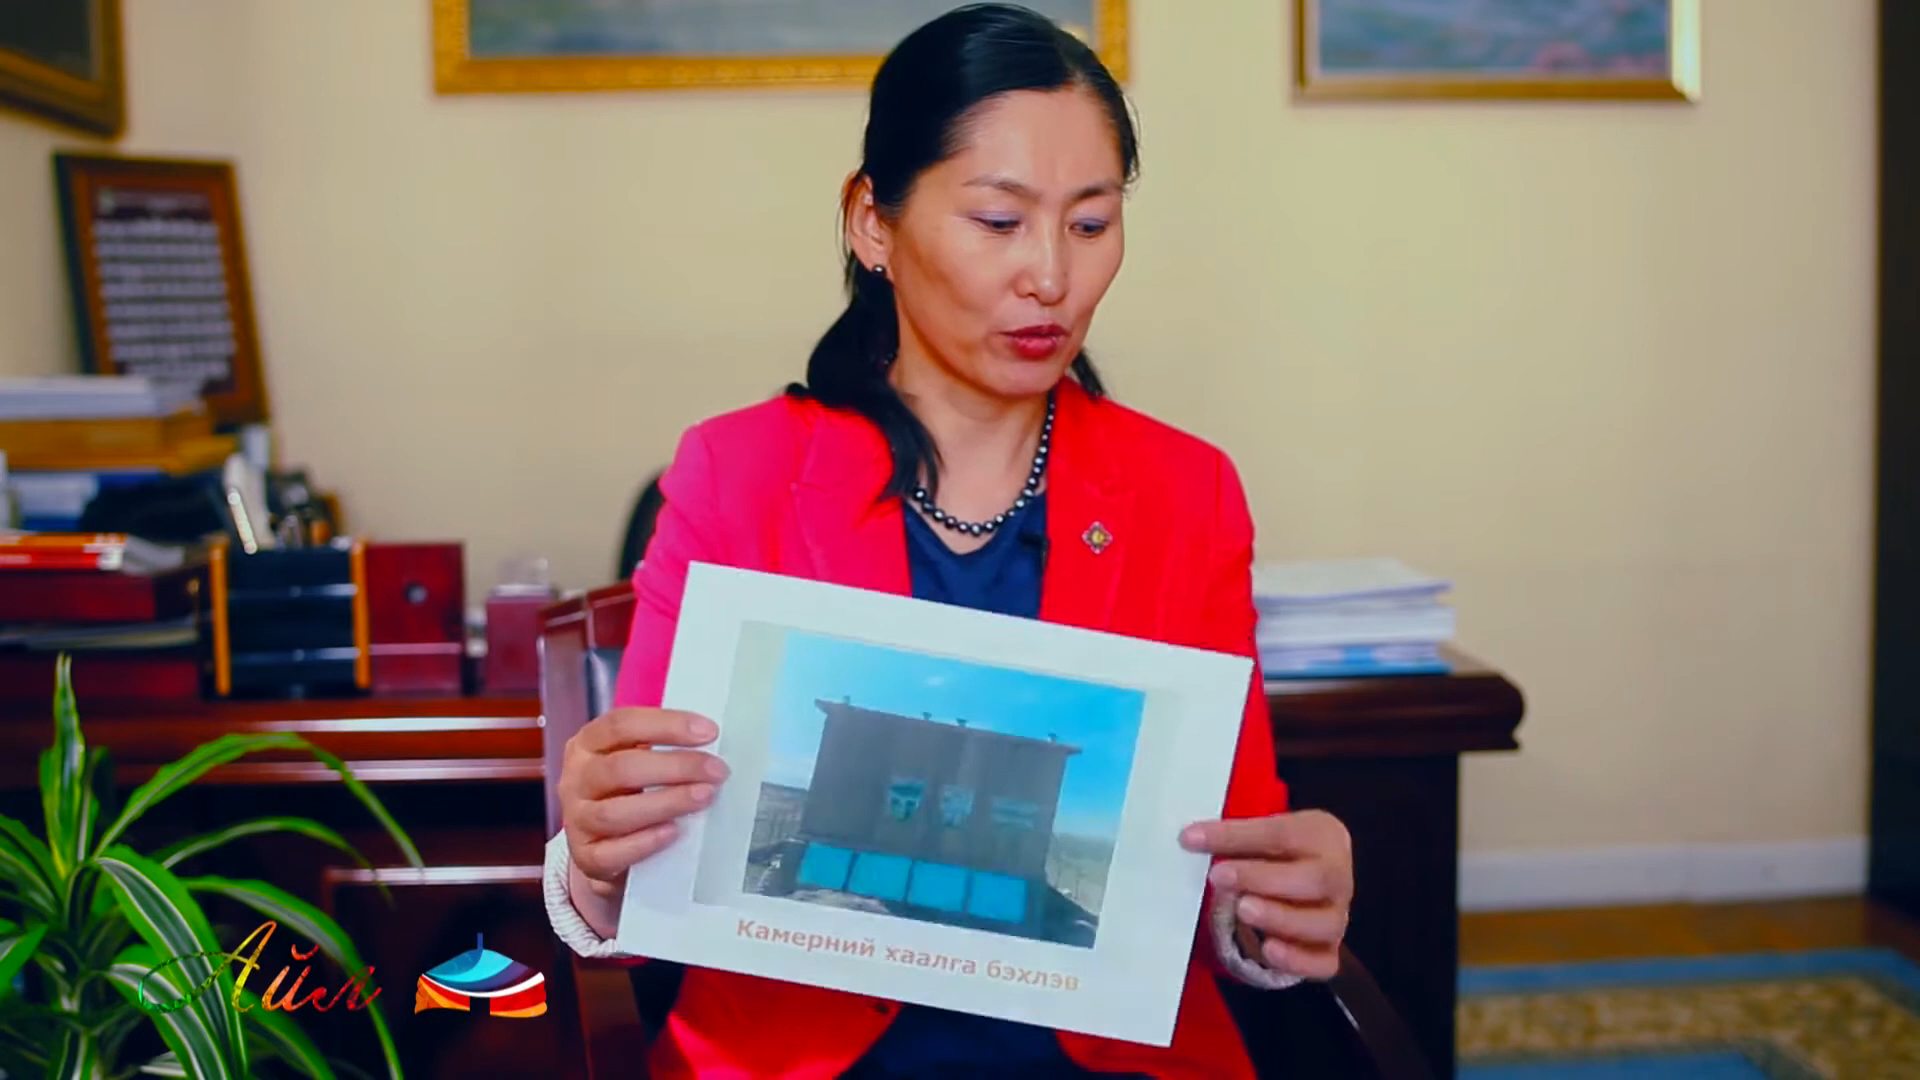 Камерний хаалга бэхлэв
Айл